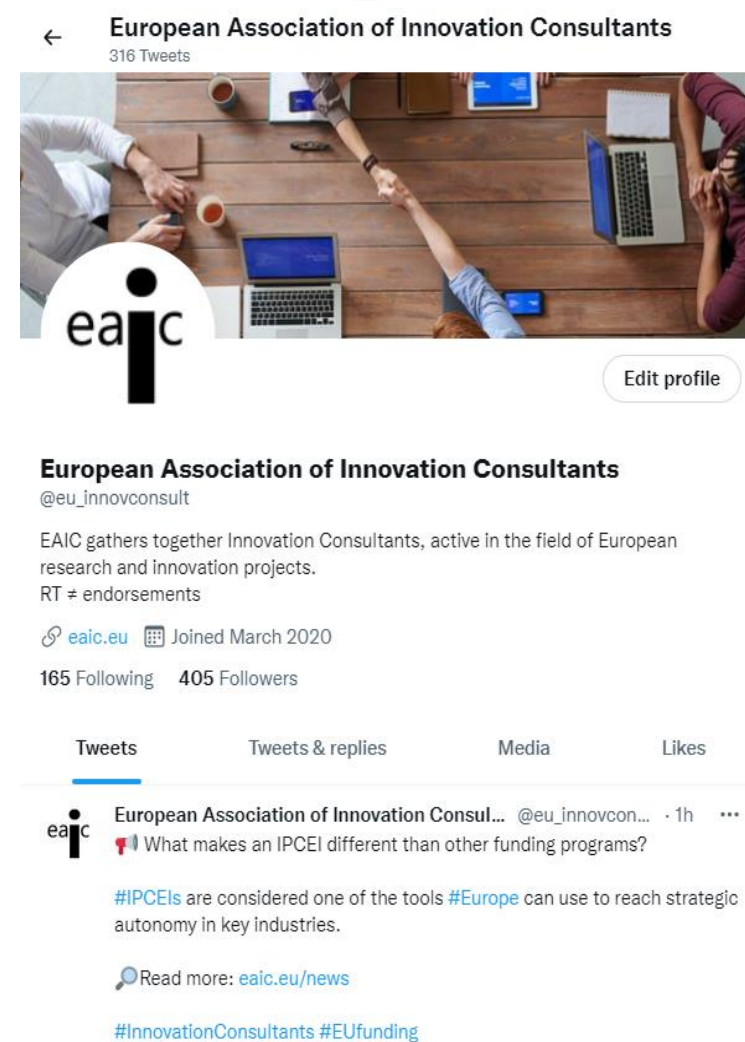 European Association of Innovation Consultants
316 Tweets
eaic
Edit profile
European Association of Innovation Consultants
@eu_innovconsult
EAIC gathers together Innovation Consultants, active in the field of European
research and innovation projects.
RT ≠ endorsements
eaic.eu Joined March 2020
165 Following 405 Followers
Tweets Tweets & replies Media Likes
eaic
European Association of Innovation Consul... @eu_innovcon... · 1h
What makes an IPCEI different than other funding programs?
#IPCEIs are considered one of the tools #Europe can use to reach strategic
autonomy in key industries.
Read more: eaic.eu/news
#InnovationConsultants #EUfunding